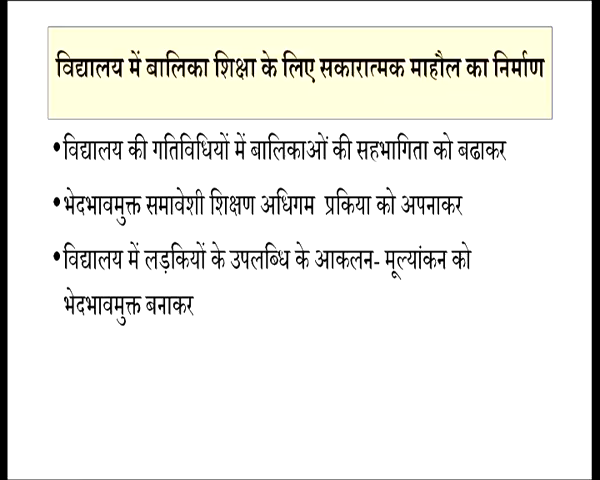 विद्यालय में बालिका शिक्षा के लिए सकारात्मक माहौल का निर्माण
•विद्यालय की गतिविधियों में बालिकाओं की सहभागिता को बढाकर
•भेदभावमुक्त समावेशी शिक्षण अधिगम प्रकिया को अपनाकर
•विद्यालय में लड़कियों के उपलब्धि के आकलन- मूल्यांकन को
भेदभावमुक्त बनाकर